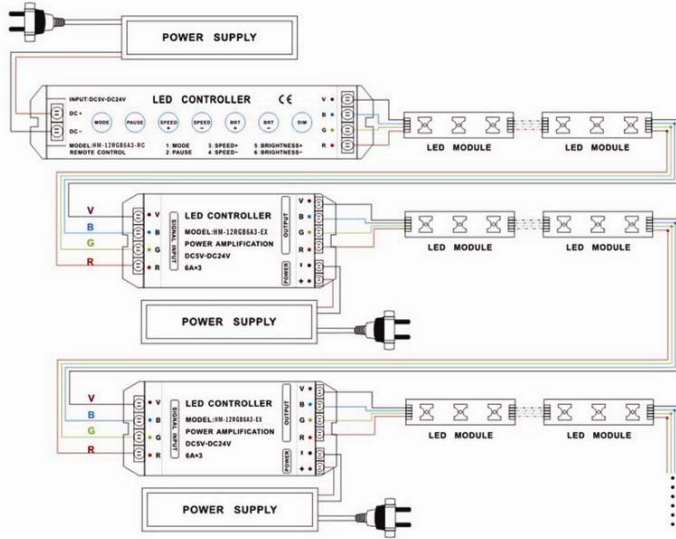 POWER SUPPLY
INPUT:DC5V-DC24V LED CONTROLLER CE V
DC+ MODE PAUSE SPEED + SPEED − BRT + BRT − DIM B
DC- G
MODEL:HM-12RGB6A3-RC 1 MODE 3 SPEED+ 5 BRIGHTNESS+ R
REMOTE CONTROL 2 PAUSE 4 SPEED− 6 BRIGHTNESS−
LED MODULE LED MODULE
V V LED CONTROLLER V
B B MODEL:HM-12RGB6A3-EX B
G G POWER AMPLIFICATION G
R R DC5V-DC24V R
6A×3 − +
SIGNAL INPUT
OUTPUT
POWER
LED MODULE LED MODULE
POWER SUPPLY
V V LED CONTROLLER V
B B MODEL:HM-12RGB6A3-EX B
G G POWER AMPLIFICATION G
R R DC5V-DC24V R
6A×3 − +
SIGNAL INPUT
OUTPUT
POWER
LED MODULE LED MODULE
POWER SUPPLY